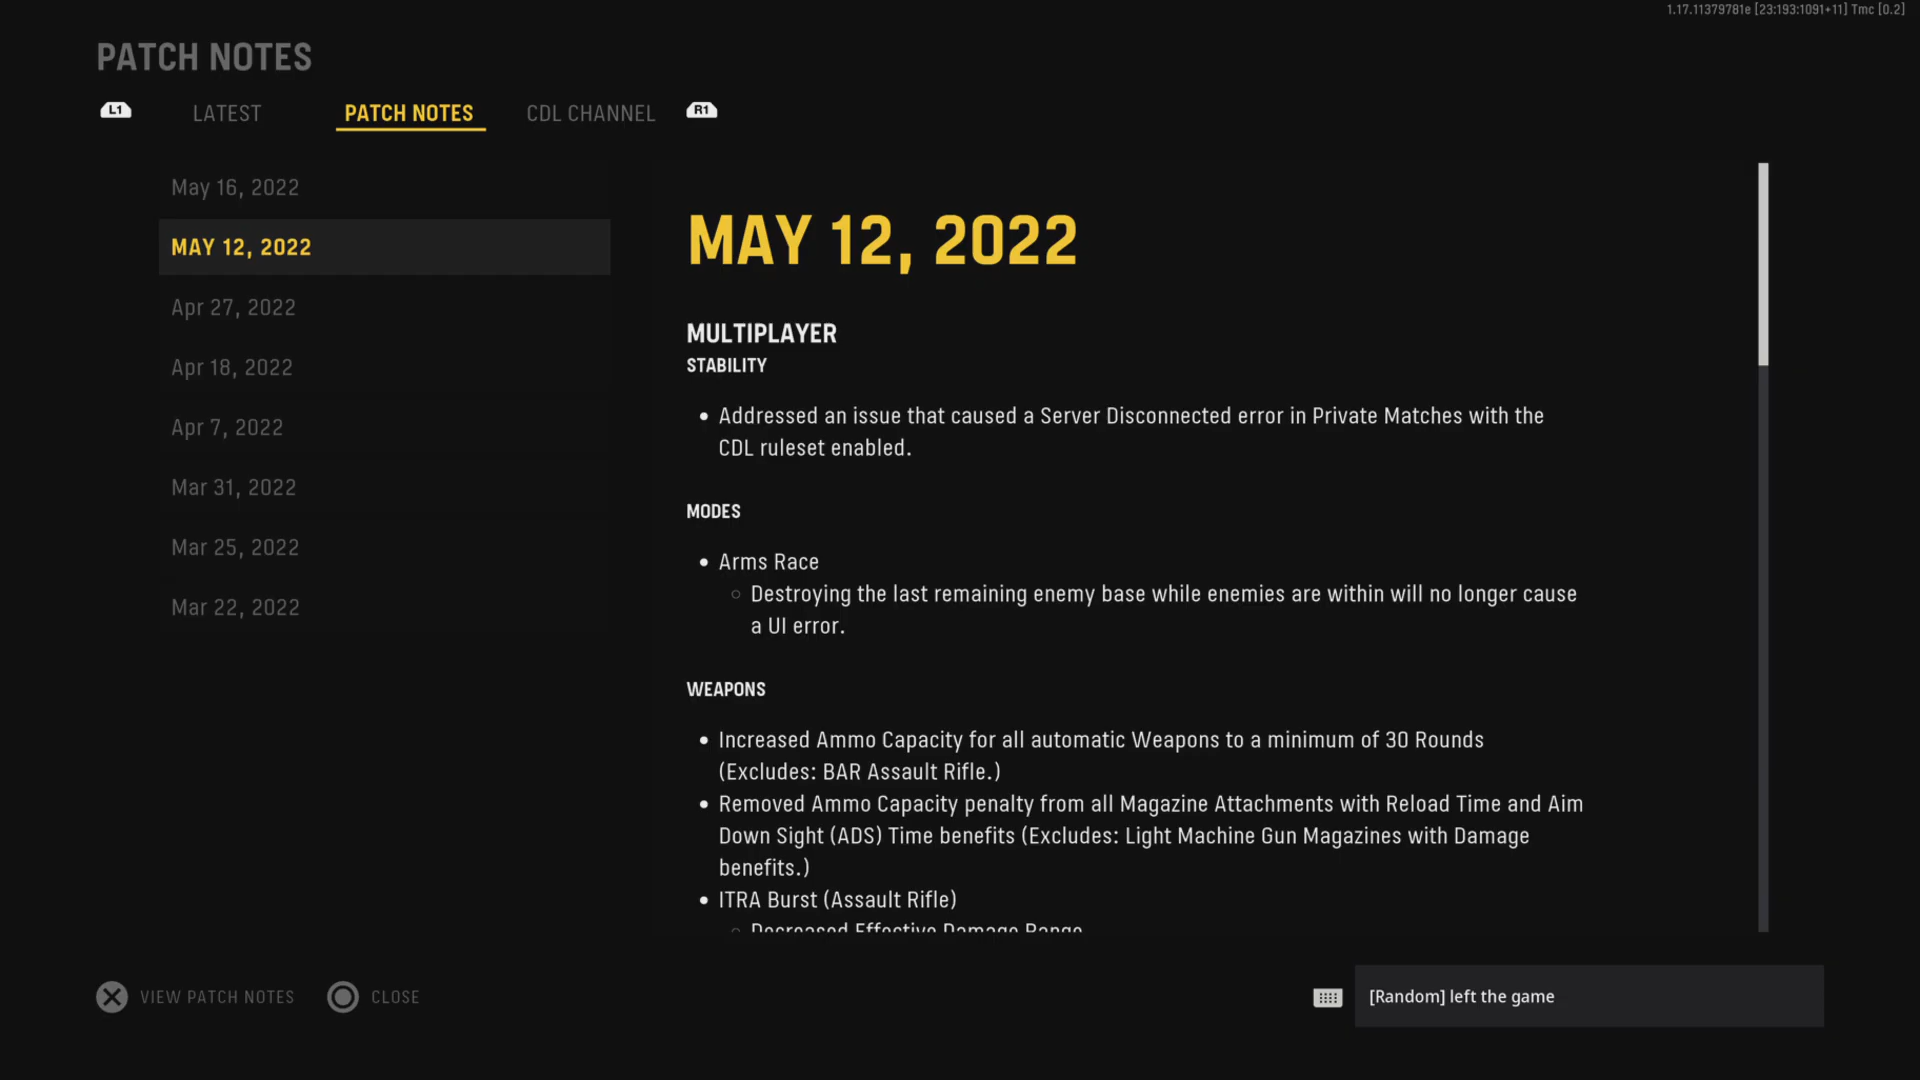 1.17.11379781e [23:193:1091+11] Tmc [0.2]
PATCH NOTES
L1 LATEST PATCH NOTES CDL CHANNEL R1
May 16, 2022
MAY 12, 2022
Apr 27, 2022
Apr 18, 2022
Apr 7, 2022
Mar 31, 2022
Mar 25, 2022
Mar 22, 2022
MAY 12, 2022
MULTIPLAYER
STABILITY
• Addressed an issue that caused a Server Disconnected error in Private Matches with the
CDL ruleset enabled.
MODES
• Arms Race
○ Destroying the last remaining enemy base while enemies are within will no longer cause
a UI error.
WEAPONS
• Increased Ammo Capacity for all automatic Weapons to a minimum of 30 Rounds
(Excludes: BAR Assault Rifle.)
• Removed Ammo Capacity penalty from all Magazine Attachments with Reload Time and Aim
Down Sight (ADS) Time benefits (Excludes: Light Machine Gun Magazines with Damage
benefits.)
• ITRA Burst (Assault Rifle)
○ Decreased Effective Damage Range
VIEW PATCH NOTES CLOSE
[Random] left the game